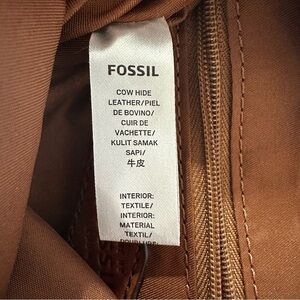 FOSSIL
COW HIDE
LEATHER/PIEL
DE BOVINO/
CUIR DE
VACHETTE/
KULIT SAMAK
SAPI/
牛皮
INTERIOR:
TEXTILE/
INTERIOR:
MATERIAL
TEXTIL/
DOUBLURE: